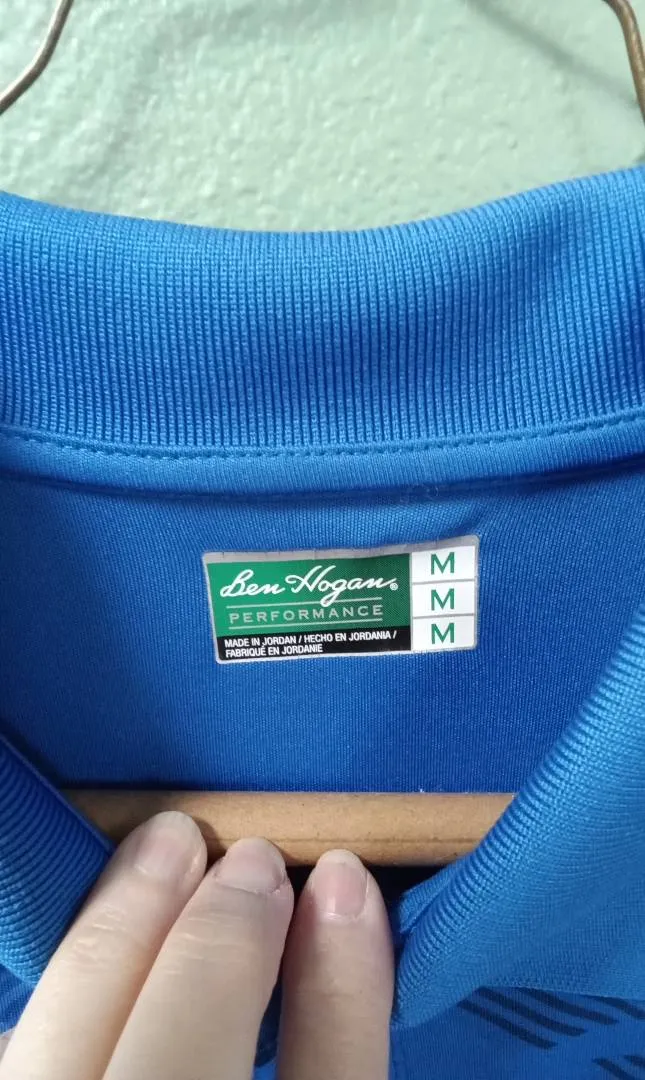 Ben Hogan®
PERFORMANCE
MADE IN JORDAN / HECHO EN JORDANIA /
FABRIQUÉ EN JORDANIE
M
M
M